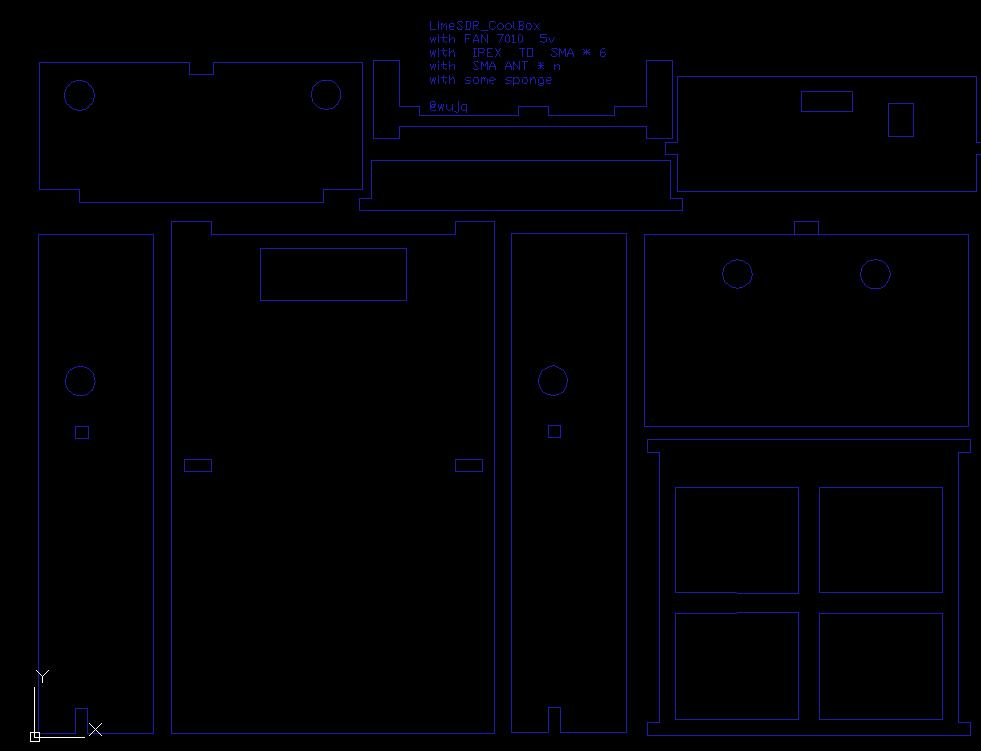 LimeSDR_CoolBox
with FAN 7010 5v
with IPEX TO SMA * 6
with SMA ANT * n
with some sponge
@wujq
Y
X